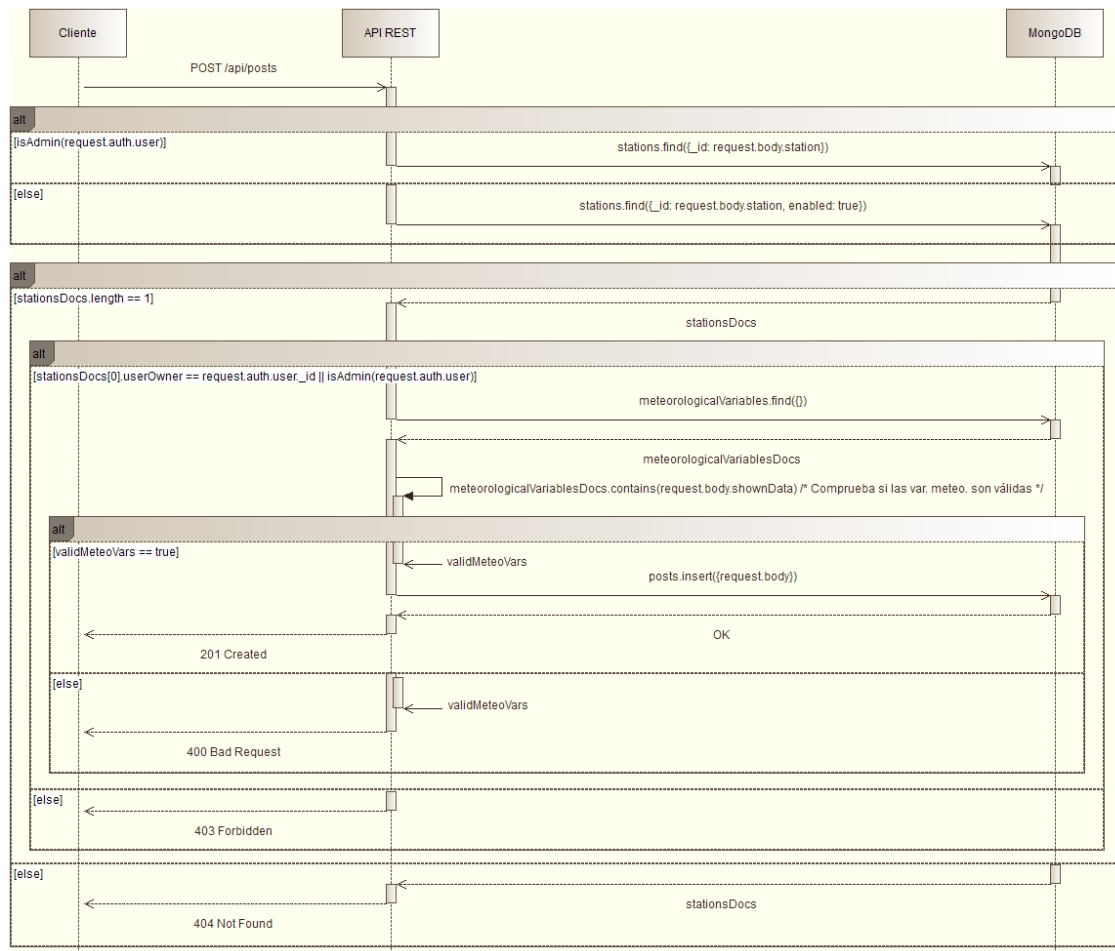 Cliente
API REST
MongoDB
POST /api/posts
alt
[isAdmin(request.auth.user)]
stations.find({_id: request.body.station})
[else]
stations.find({_id: request.body.station, enabled: true})
alt
[stationsDocs.length == 1]
stationsDocs
alt
[stationsDocs[0].userOwner == request.auth.user._id || isAdmin(request.auth.user)]
meteorologicalVariables.find({})
meteorologicalVariablesDocs
meteorologicalVariablesDocs.contains(request.body.shownData) /* Comprueba si las var. meteo. son válidas */
alt
[validMeteoVars == true]
validMeteoVars
posts.insert({request.body})
OK
201 Created
[else]
validMeteoVars
400 Bad Request
[else]
403 Forbidden
[else]
stationsDocs
404 Not Found